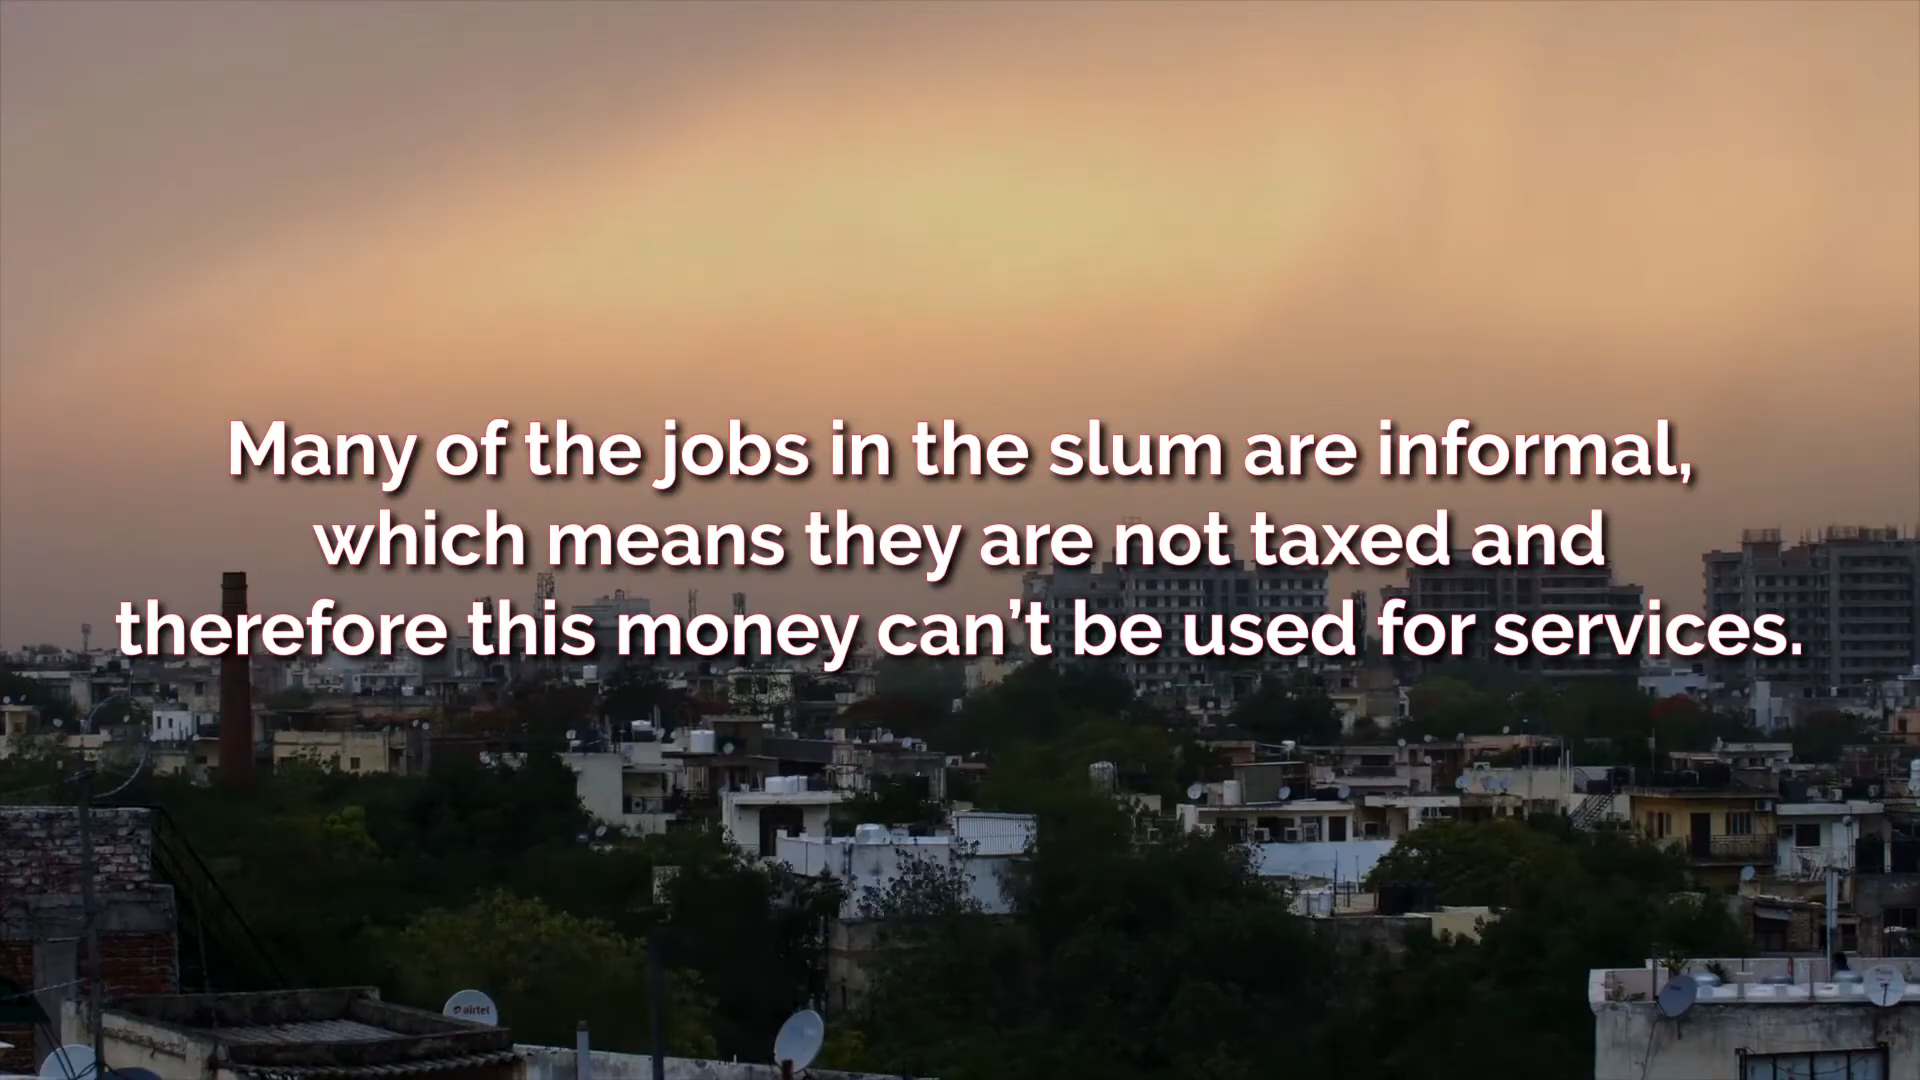 Many of the jobs in the slum are informal,
which means they are not taxed and
therefore this money can’t be used for services.
airtel